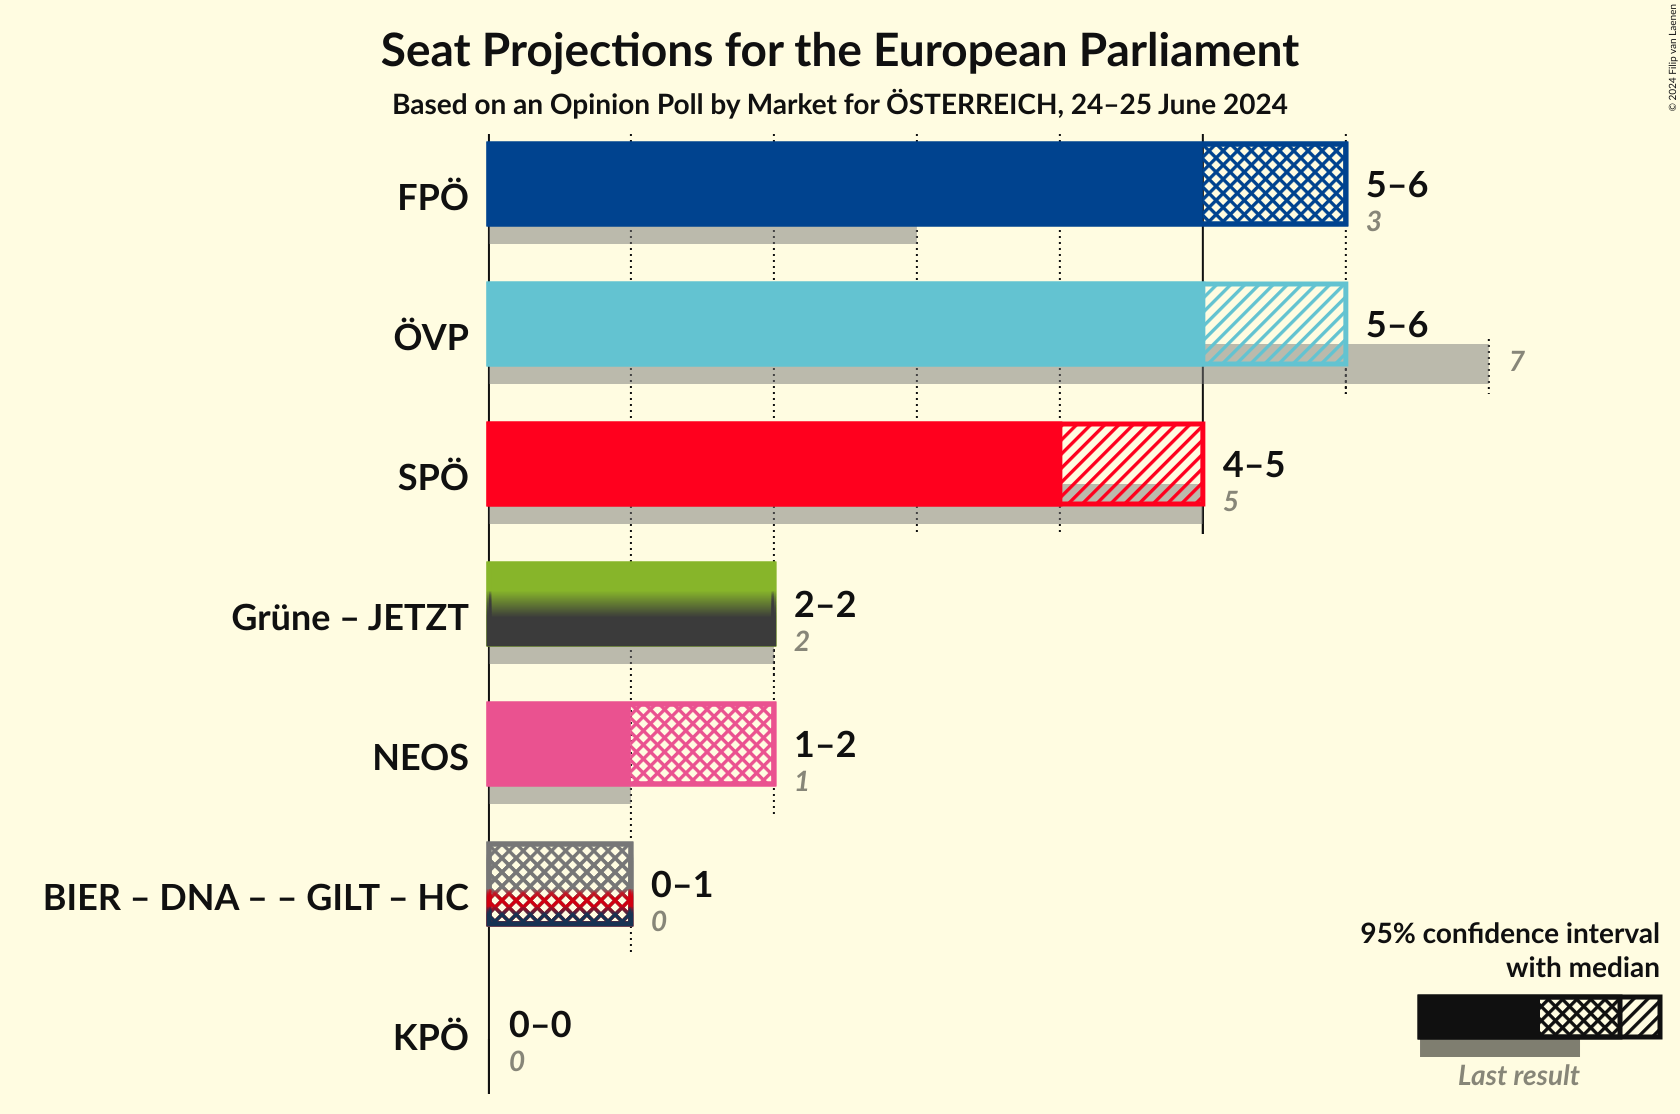 Seat Projections for the European Parliament
Based on an Opinion Poll by Market for ÖSTERREICH, 24–25 June 2024
© 2024 Filip van Laenen
FPÖ
5–6
3
ÖVP
5–6
7
SPÖ
4–5
5
Grüne – JETZT
2–2
2
NEOS
1–2
1
BIER – DNA – – GILT – HC
0–1
0
KPÖ
0–0
0
95% confidence interval
with median
Last result